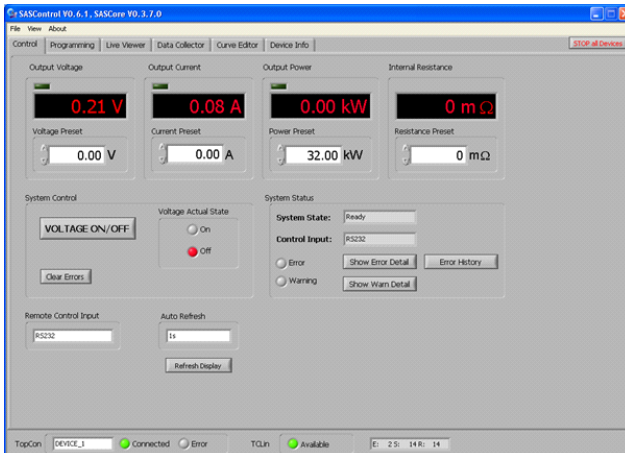 SASControl V0.6.1, SASCore V0.3.7.0
File View About
Control Programming Live Viewer Data Collector Curve Editor Device Info STOP all Devices
Output Voltage Output Current Output Power Internal Resistance
0.21 V 0.08 A 0.00 kW 0 mΩ
Voltage Preset Current Preset Power Preset Resistance Preset
0.00 V 0.00 A 32.00 kW 0 mΩ
System Control System Status
Voltage Actual State
VOLTAGE ON/OFF
On
Off
Clear Errors
System State: Ready
Control Input: RS232
Error Show Error Detail Error History
Warning Show Warn Detail
Remote Control Input Auto Refresh
RS232 1s
Refresh Display
TopCon DEVICE_1 Connected Error TCLin Available E: 2 S: 14 R: 14